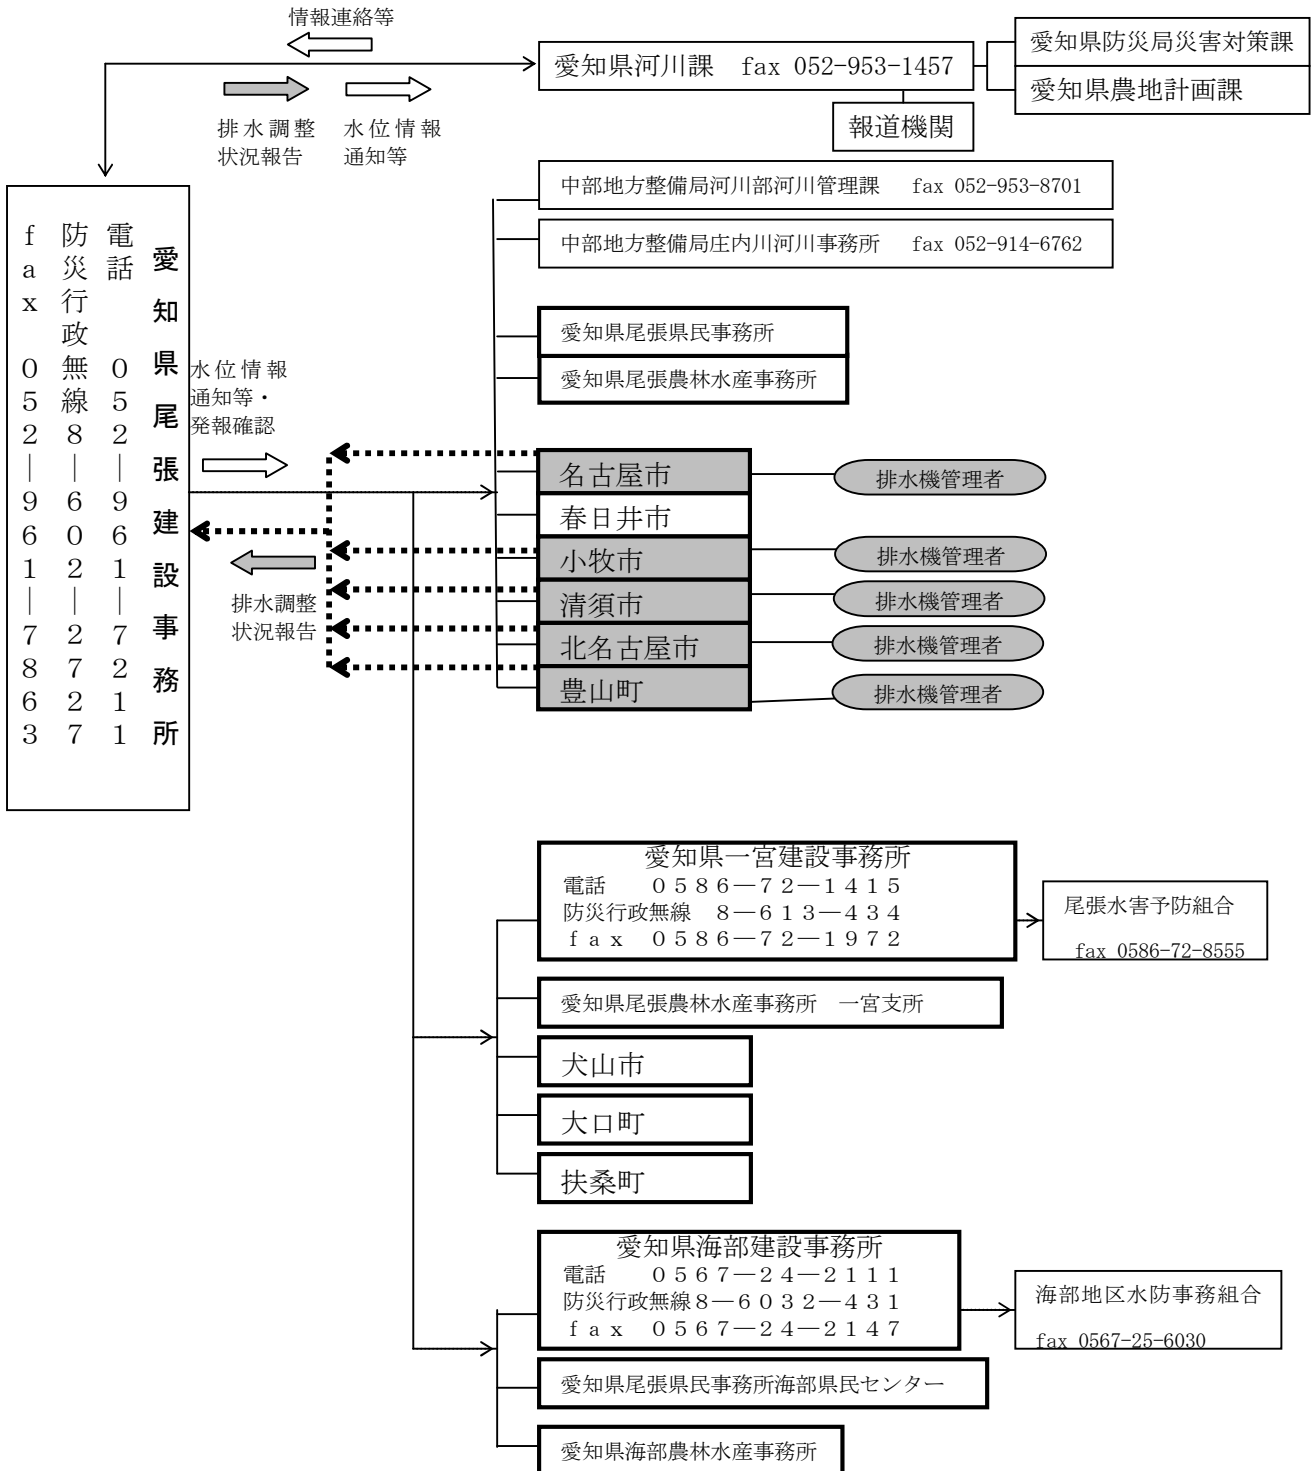 情報連絡等
愛知県河川課　fax 052-953-1457
愛知県防災局災害対策課
愛知県農地計画課
報道機関
排水調整
状況報告
水位情報
通知等
愛知県尾張建設事務所
電話　０５２―９６１―７２１１
防災行政無線８―６０２―２７２７
ｆａｘ　０５２―９６１―７８６３
水位情報
通知等・
発報確認
排水調整
状況報告
中部地方整備局河川部河川管理課　fax 052-953-8701
中部地方整備局庄内川河川事務所　fax 052-914-6762
愛知県尾張県民事務所
愛知県尾張農林水産事務所
名古屋市
排水機管理者
春日井市
小牧市
排水機管理者
清須市
排水機管理者
北名古屋市
排水機管理者
豊山町
排水機管理者
愛知県一宮建設事務所
電話　０５８６―７２―１４１５
防災行政無線　８―６１３―４３４
ｆａｘ　０５８６―７２―１９７２
尾張水害予防組合
fax 0586-72-8555
愛知県尾張農林水産事務所　一宮支所
犬山市
大口町
扶桑町
愛知県海部建設事務所
電話　０５６７―２４―２１１１
防災行政無線８―６０３２―４３１
ｆａｘ　０５６７―２４―２１４７
海部地区水防事務組合
fax 0567-25-6030
愛知県尾張県民事務所海部県民センター
愛知県海部農林水産事務所